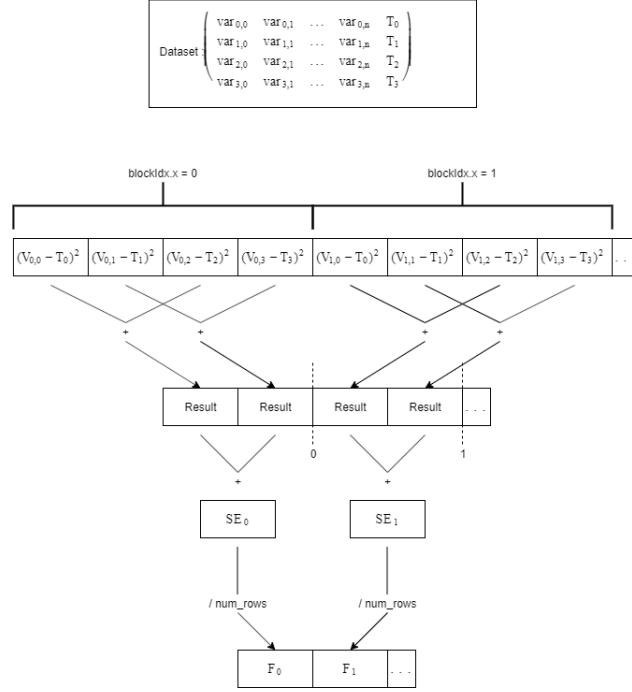 var0,0 var0,1 ... var0,n T0
var1,0 var1,1 ... var1,n T1
Dataset :
var2,0 var2,1 ... var2,n T2
var3,0 var3,1 ... var3,n T3
blockIdx.x = 0 blockIdx.x = 1
(V0,0 − T0)² (V0,1 − T1)² (V0,2 − T2)² (V0,3 − T3)² (V1,0 − T0)² (V1,1 − T1)² (V1,2 − T2)² (V1,3 − T3)² . .
+ + + +
Result Result Result Result . . .
0 1
+ +
SE0 SE1
/ num_rows / num_rows
F0 F1 . . .